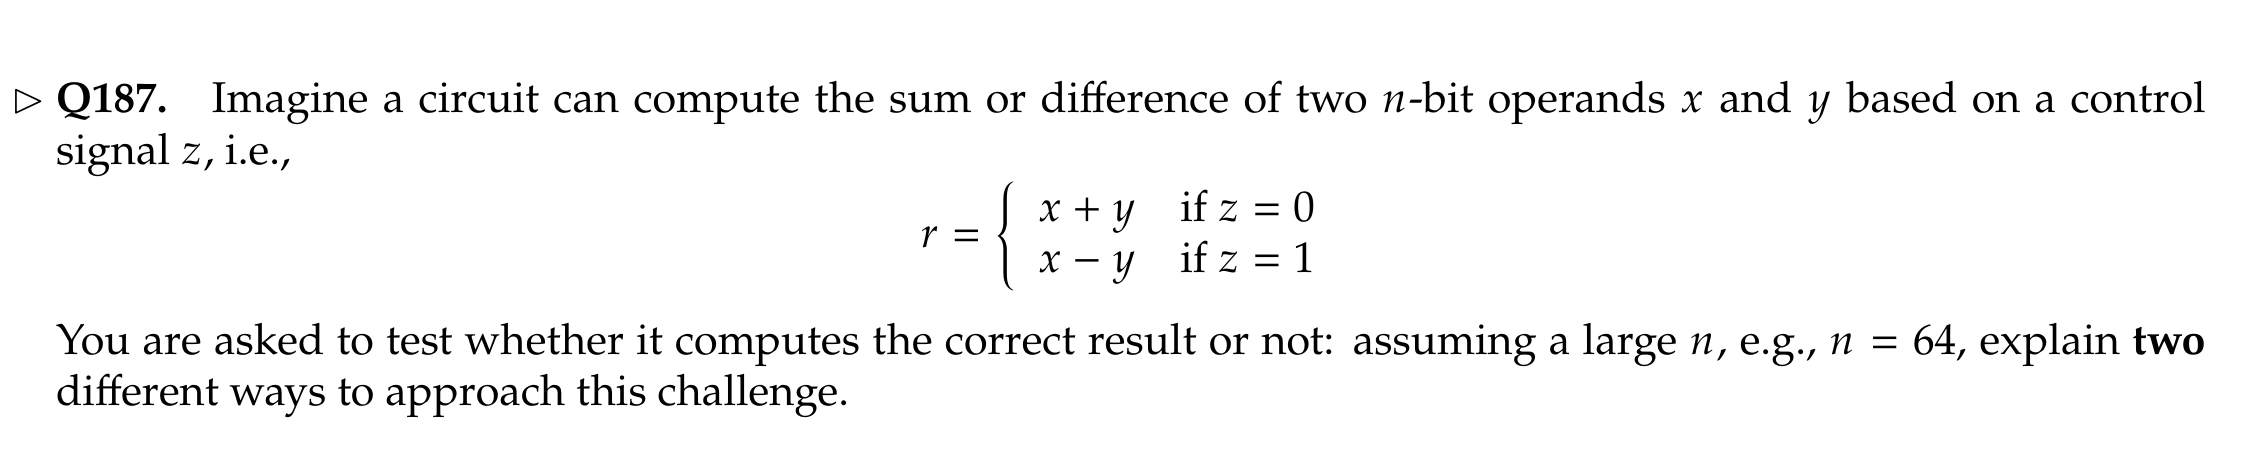 ▷ Q187. Imagine a circuit can compute the sum or difference of two n-bit operands x and y based on a control
signal z, i.e.,
r = { x + y if z = 0
x − y if z = 1
You are asked to test whether it computes the correct result or not: assuming a large n, e.g., n = 64, explain two
different ways to approach this challenge.